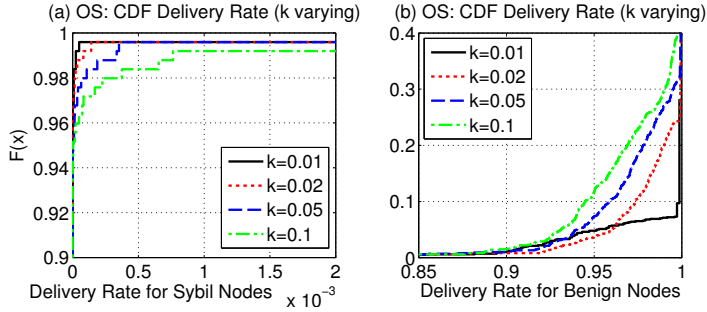 (a) OS: CDF Delivery Rate (k varying)
1
0.98
0.96
0.94
0.92
0.9
F(x)
k=0.01
k=0.02
k=0.05
k=0.1
0 0.5 1 1.5 2
Delivery Rate for Sybil Nodes
x 10⁻³
(b) OS: CDF Delivery Rate (k varying)
0.4
0.3
0.2
0.1
0
k=0.01
k=0.02
k=0.05
k=0.1
0.85 0.9 0.95 1
Delivery Rate for Benign Nodes